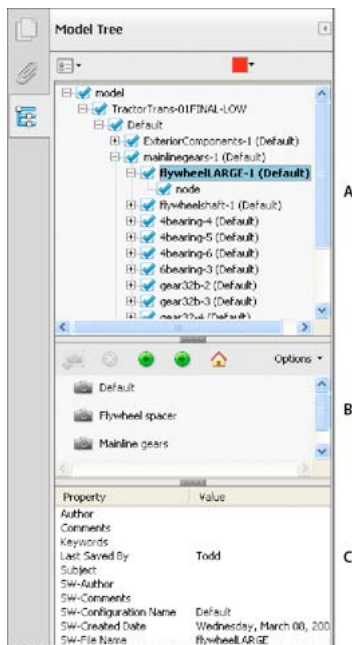 Model Tree
model
TractorTrans-01FINAL-LOW
Default
ExteriorComponents-1 (Default)
mainlinegears-1 (Default)
flywheelLARGE-1 (Default)
node
flywheelshaft-1 (Default)
4bearing-4 (Default)
4bearing-5 (Default)
4bearing-6 (Default)
6bearing-3 (Default)
gear32b-2 (Default)
gear32b-3 (Default)
(Default)
A
Options
Default
Flywheel spacer
Mainline gears
B
Property Value
Author
Comments
Keywords
Last Saved By Todd
Subject
SW-Author
SW-Comments
SW-Configuration Name Default
SW-Created Date Wednesday, March 08, 200
SW-File Name flywheelLARGE
C